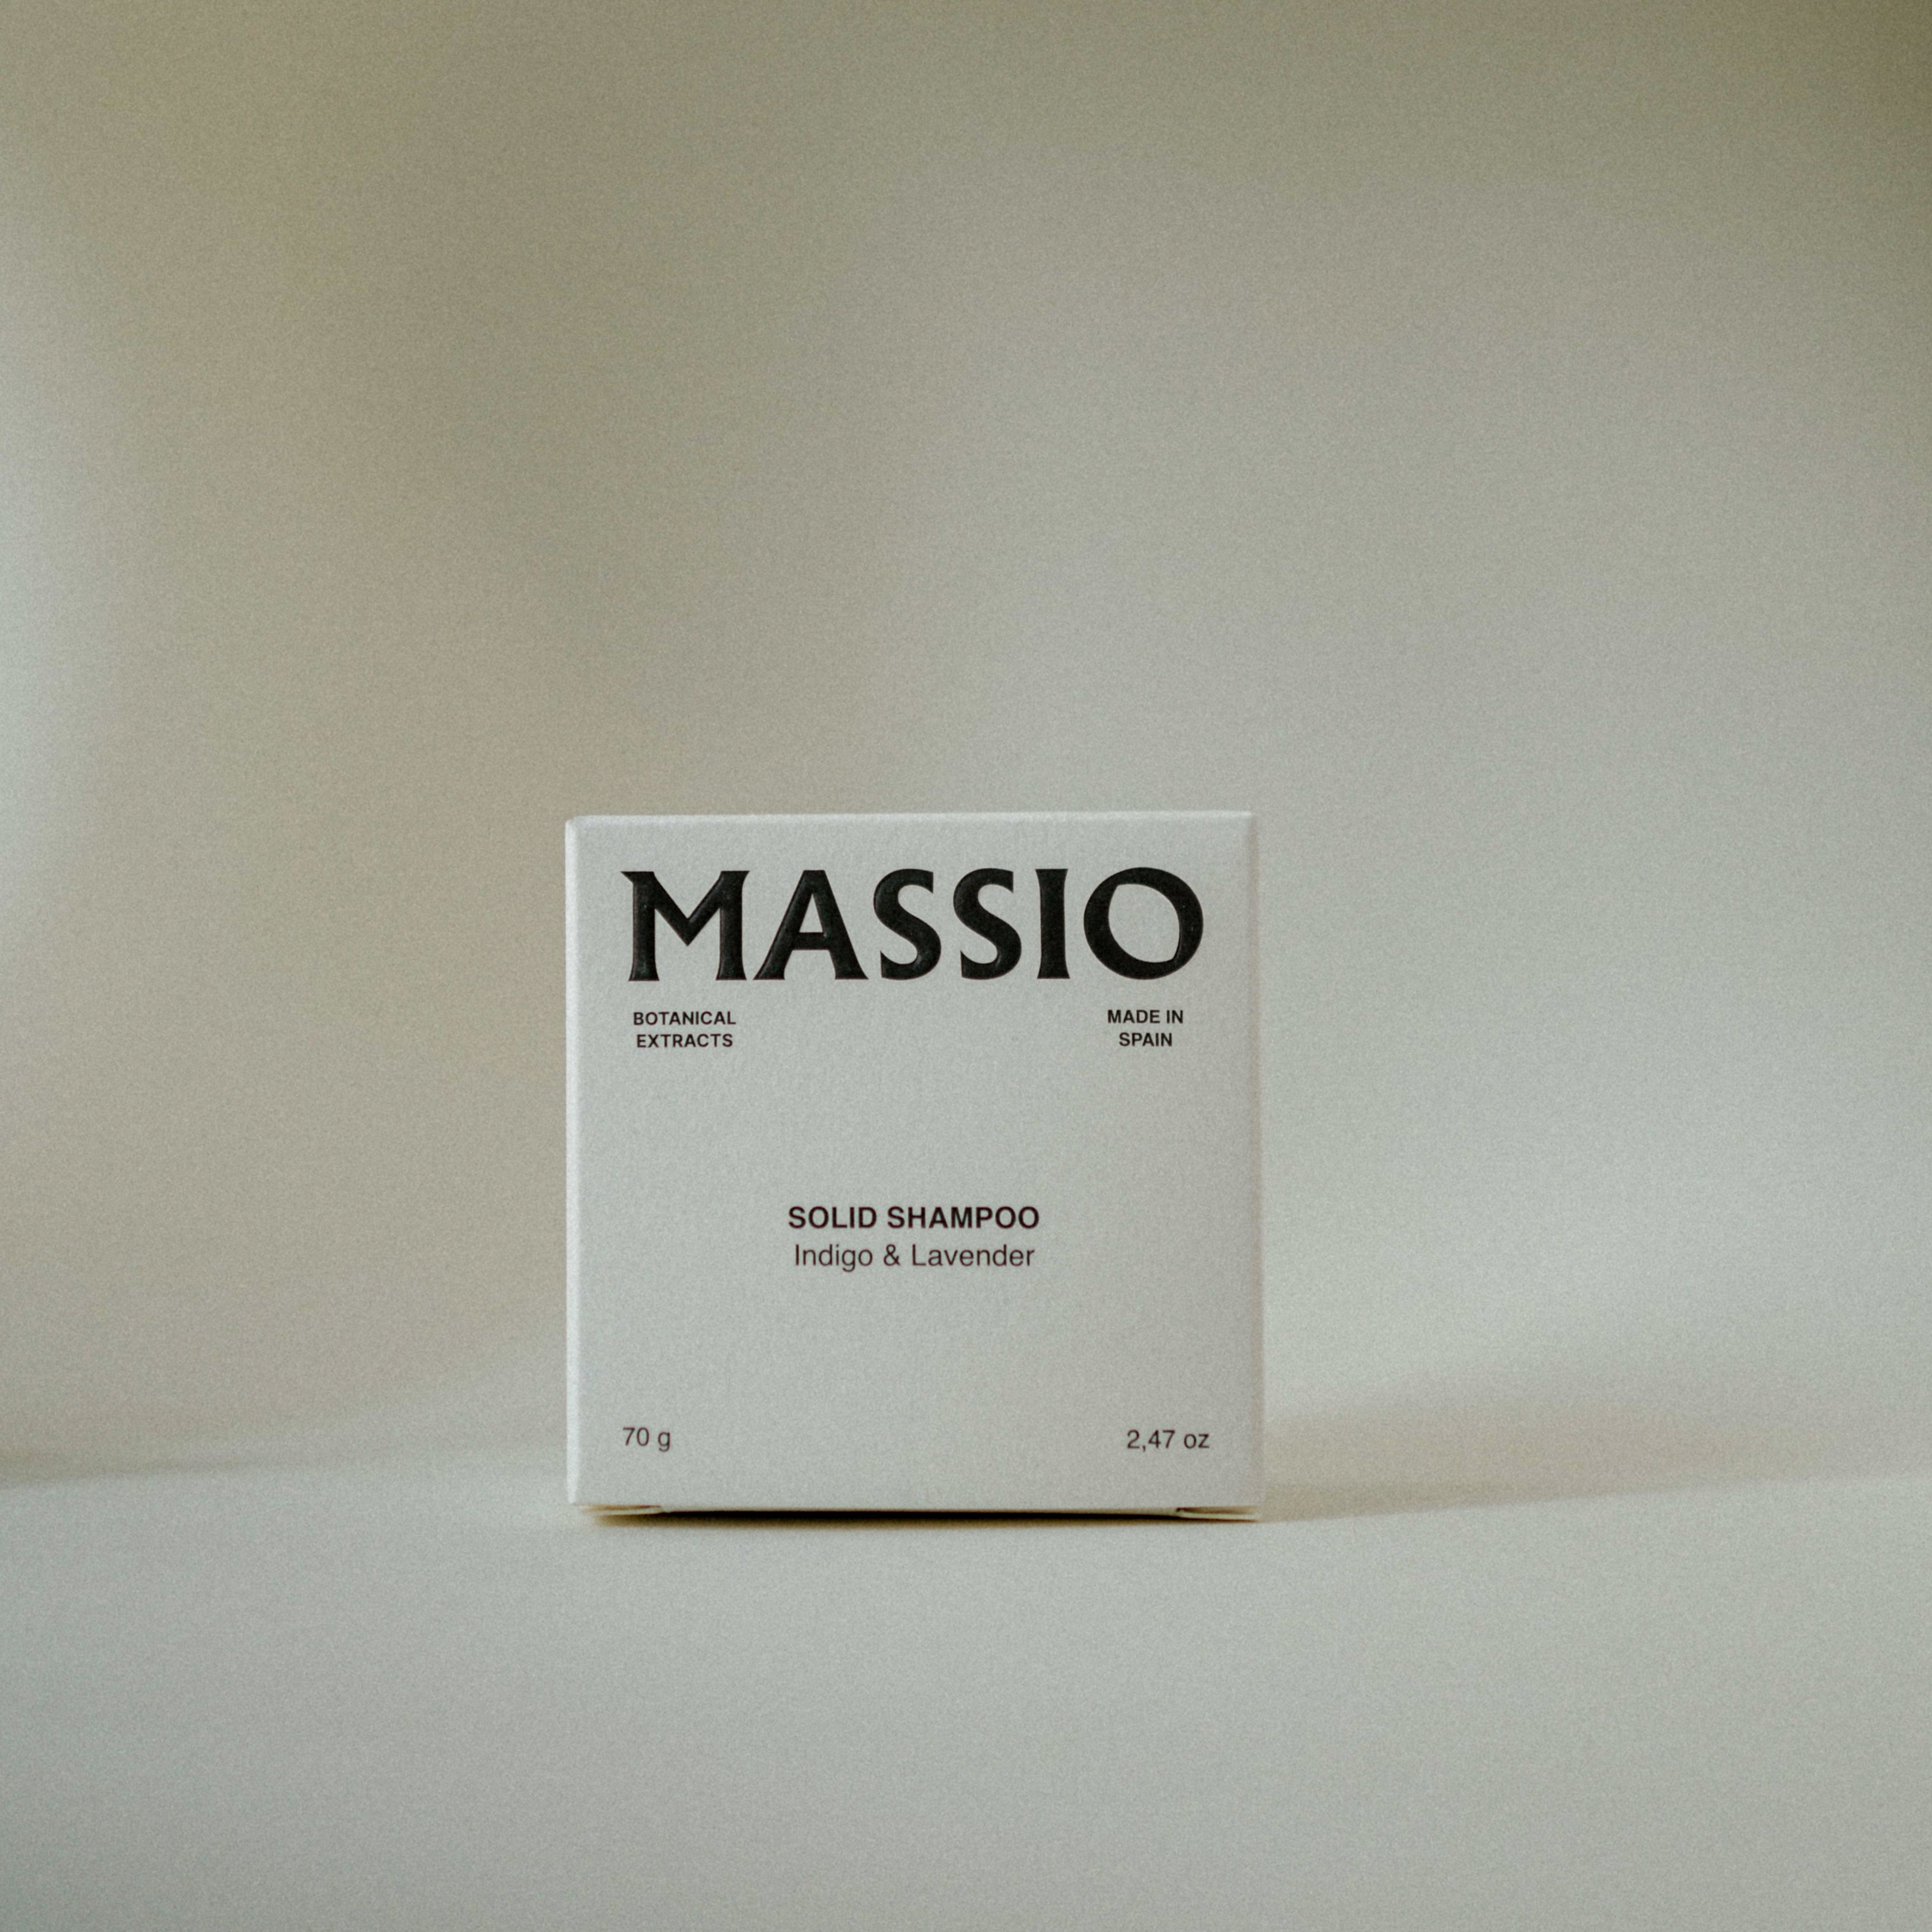 MASSIO
BOTANICAL
EXTRACTS
MADE IN
SPAIN
SOLID SHAMPOO
Indigo & Lavender
70 g
2,47 oz